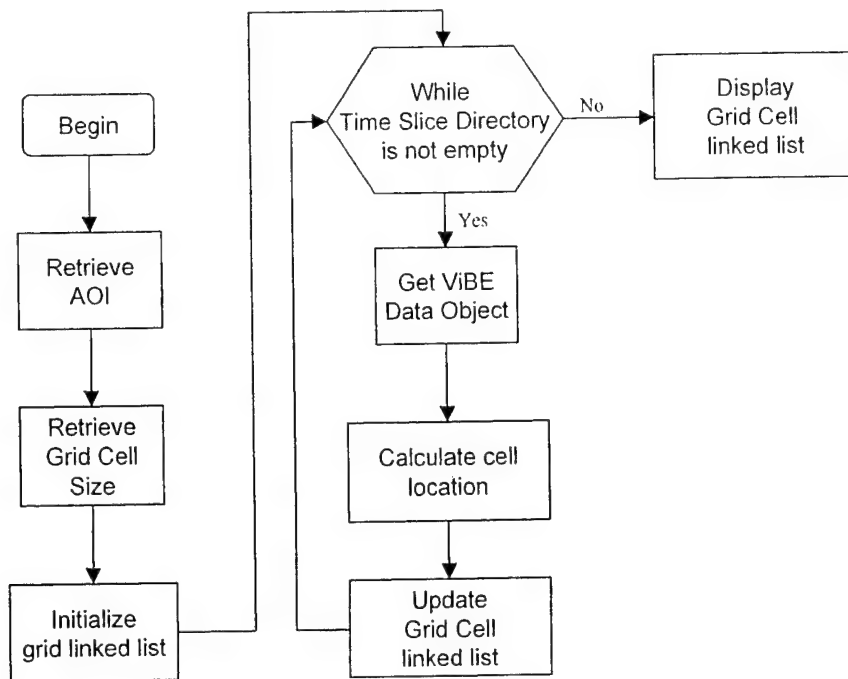 Begin
Retrieve
AOI
Retrieve
Grid Cell
Size
Initialize
grid linked list
While
Time Slice Directory
is not empty
No
Display
Grid Cell
linked list
Yes
Get ViBE
Data Object
Calculate cell
location
Update
Grid Cell
linked list